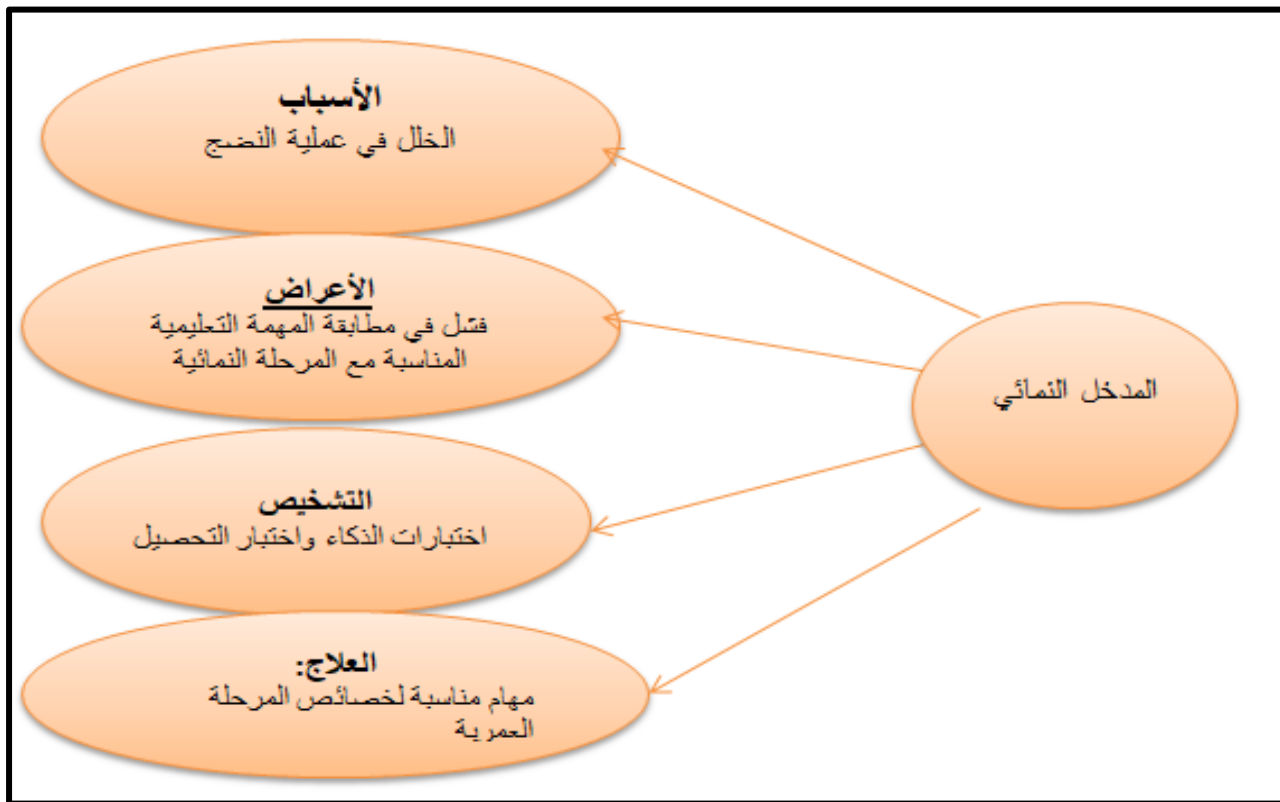 الأسباب
الخلل في عملية النضج
الأعراض
فشل في مطابقة المهمة التعليمية
المناسبة مع المرحلة النمائية
المدخل النمائي
التشخيص
اختبارات الذكاء واختبار التحصيل
العلاج:
مهام مناسبة لخصائص المرحلة
العمرية